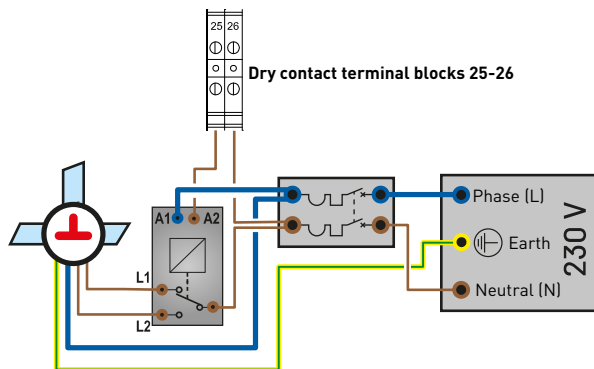 25 26
Dry contact terminal blocks 25-26
A1 A2
L1
L2
Phase (L)
Earth
Neutral (N)
230 V